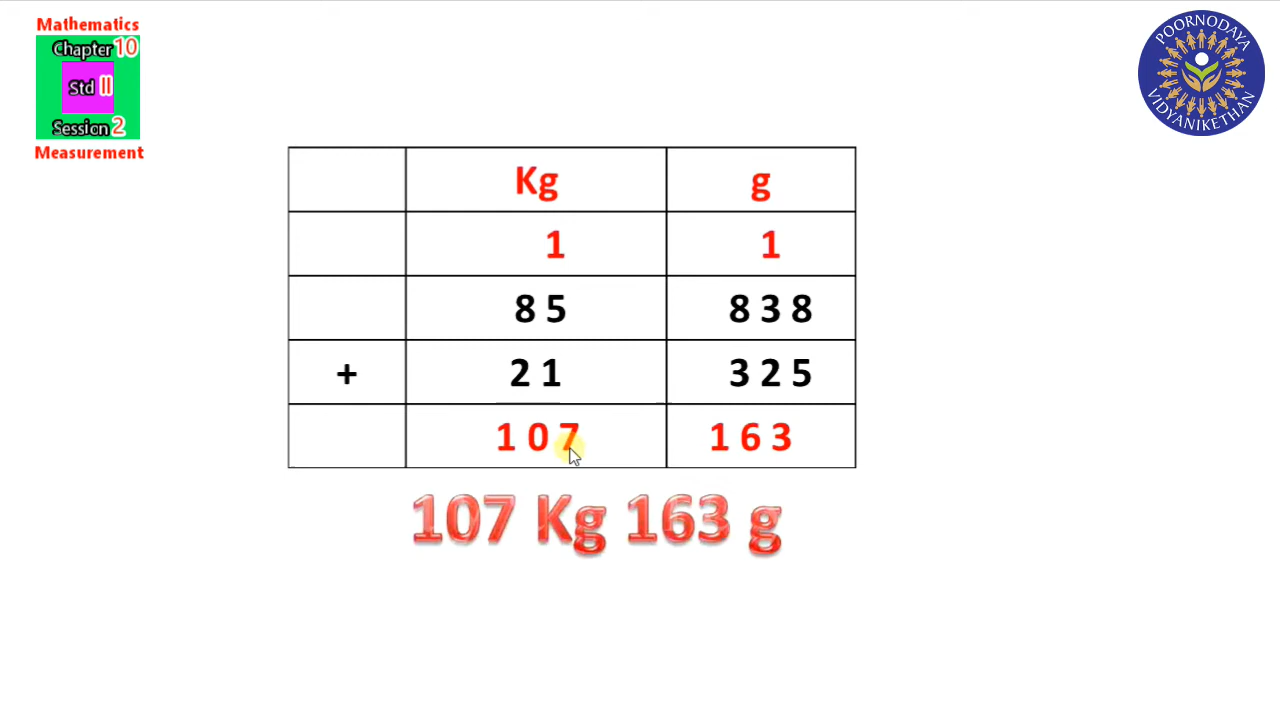 Mathematics
Chapter 10
Std II
Session 2
Measurement
POORNODAYA
VIDYANIKETHAN
Kg g
1 1
8 5 8 3 8
+ 2 1 3 2 5
1 0 7 1 6 3
107 Kg 163 g